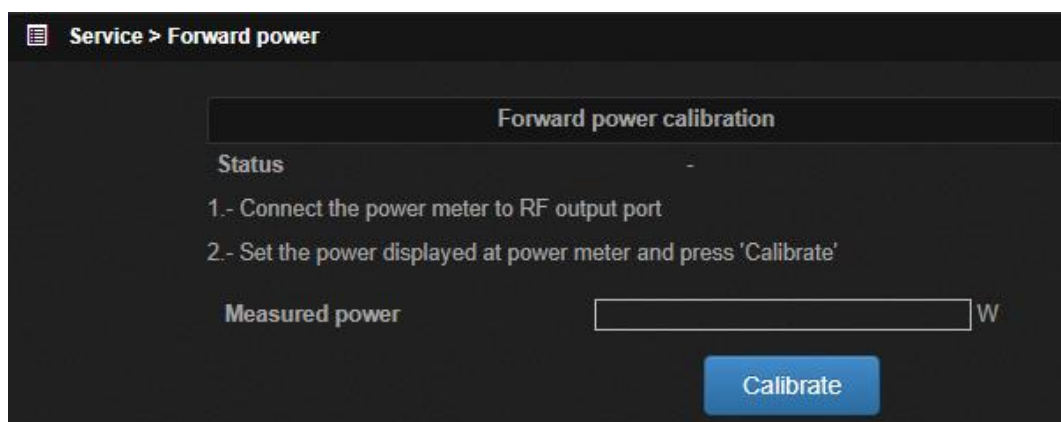 Service > Forward power
Forward power calibration
Status -
1.- Connect the power meter to RF output port
2.- Set the power displayed at power meter and press 'Calibrate'
Measured power W
Calibrate